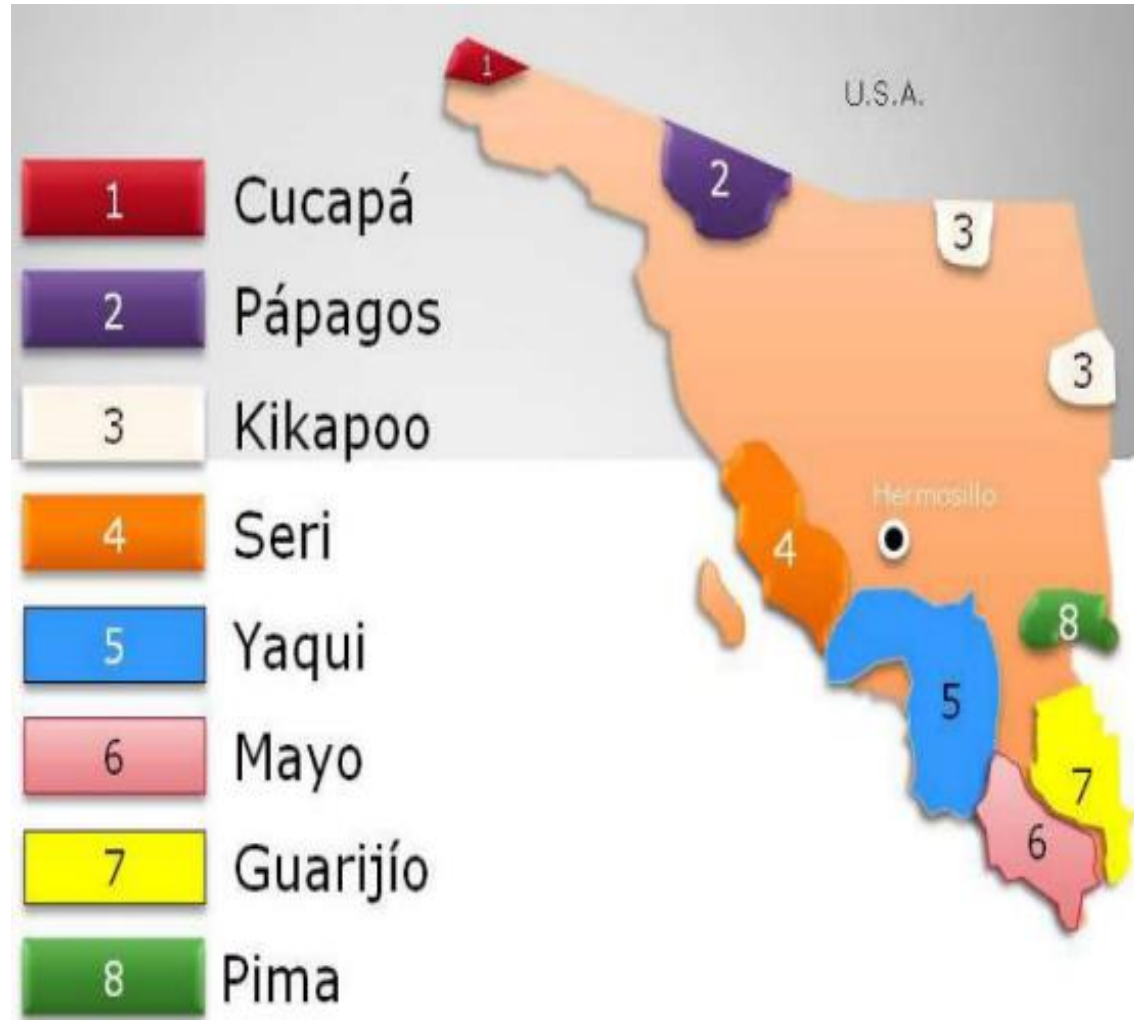 1 Cucapá
2 Pápagos
3 Kikapoo
4 Seri
5 Yaqui
6 Mayo
7 Guarijío
8 Pima
U.S.A.
1
2
3
3
Hermosillo
4
8
5
7
6